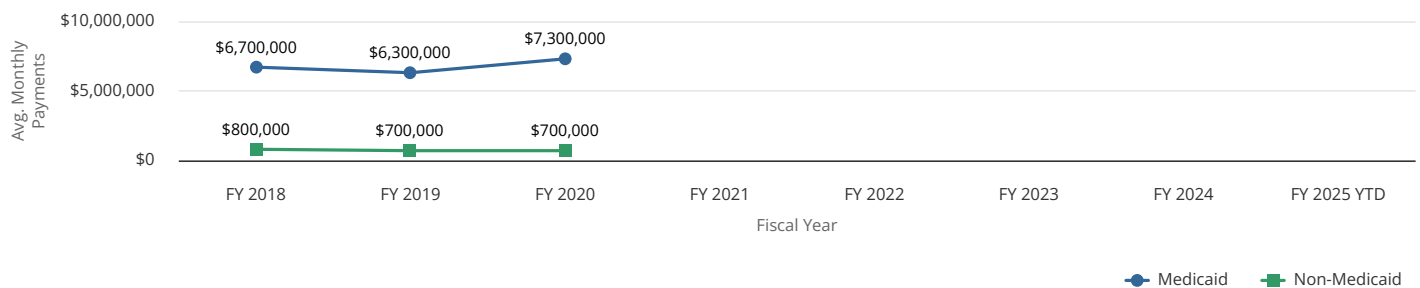 $10,000,000
$5,000,000
$0
Avg. Monthly
Payments
$6,700,000
$6,300,000
$7,300,000
$800,000
$700,000
$700,000
FY 2018
FY 2019
FY 2020
FY 2021
FY 2022
FY 2023
FY 2024
FY 2025 YTD
Fiscal Year
Medicaid
Non-Medicaid